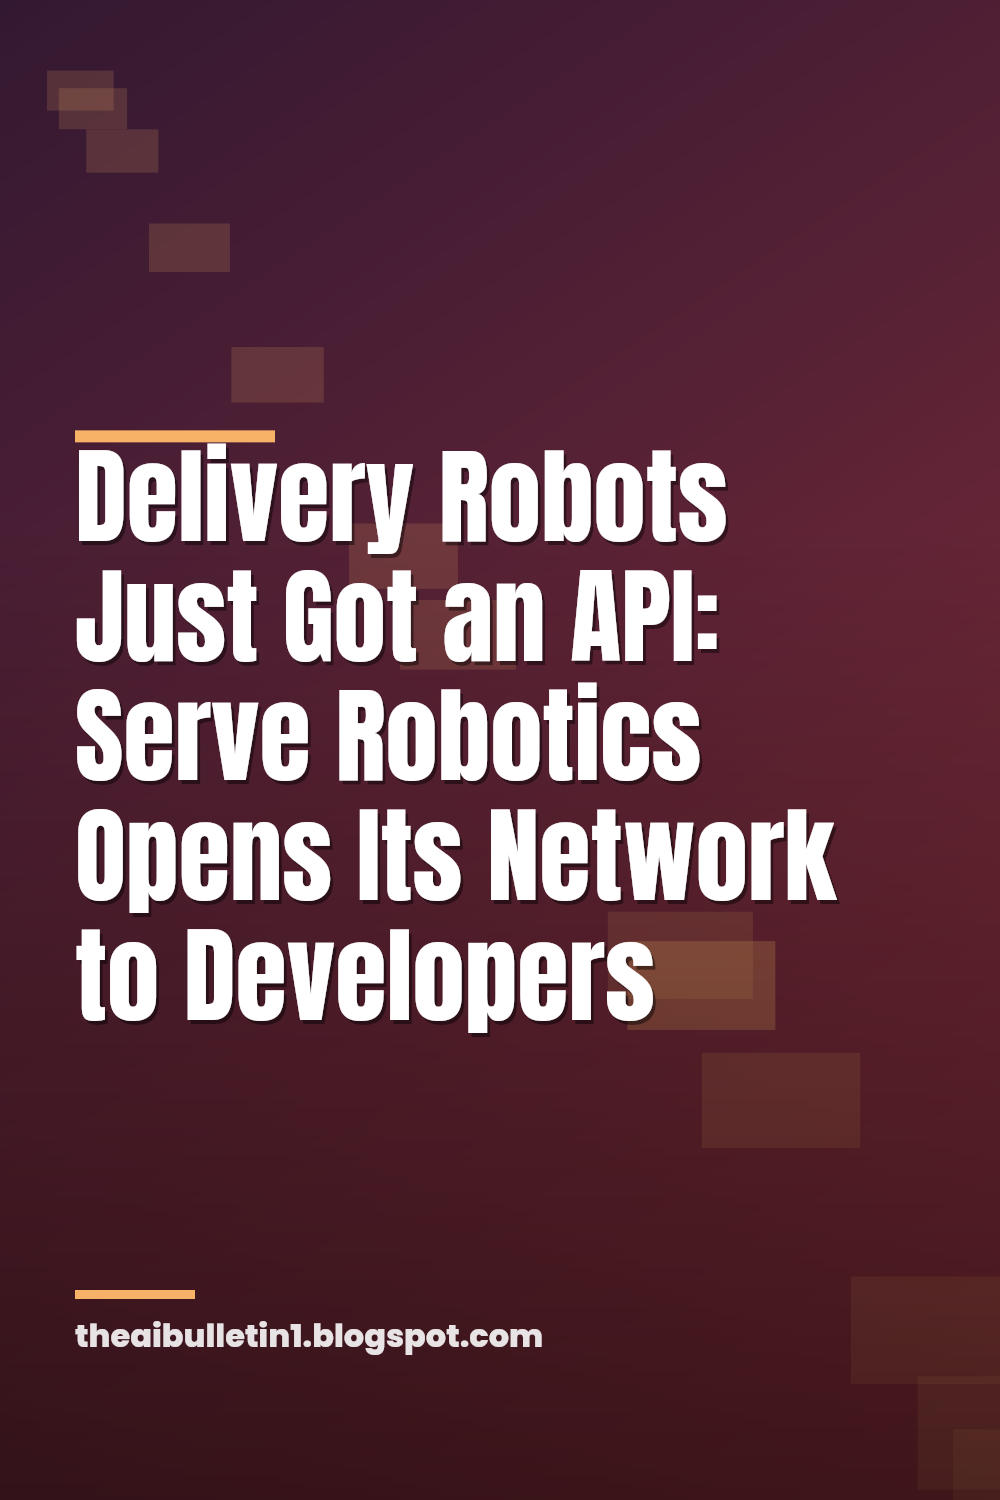 Delivery Robots
Just Got an API:
Serve Robotics
Opens Its Network
to Developers
theaibulletin1.blogspot.com